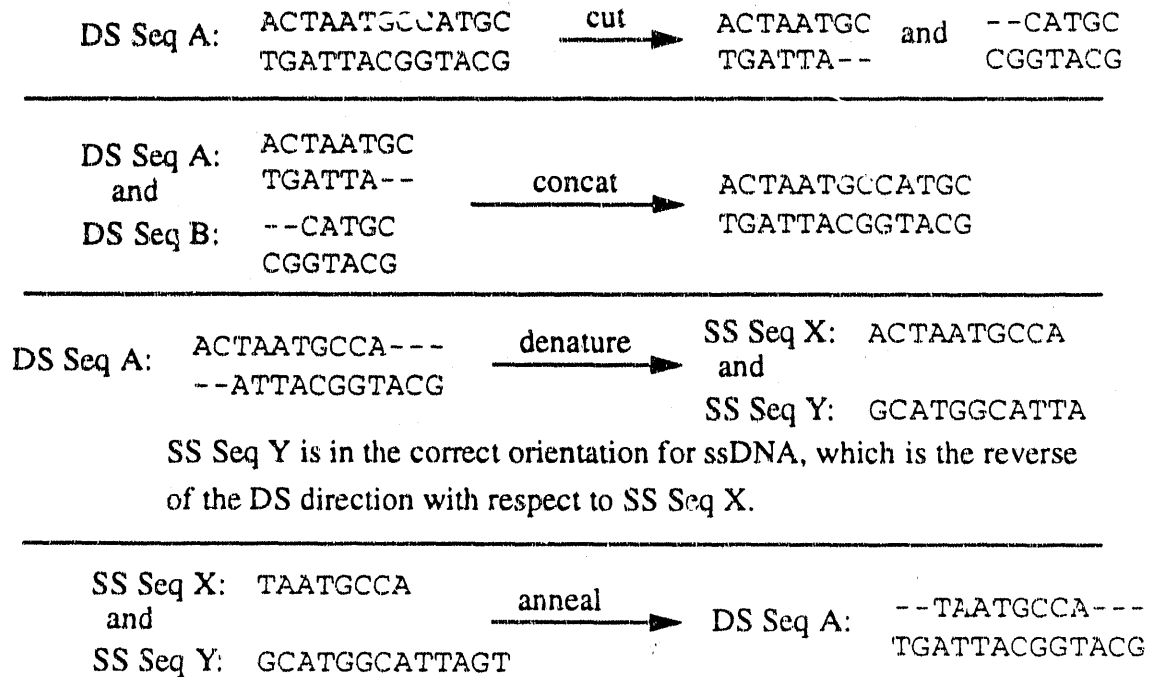 DS Seq A: ACTAATGCCCATGC cut ACTAATGC and --CATGC
TGATTACGGTACG TGATTA-- CGGTACG
DS Seq A: ACTAATGC
and TGATTA-- concat ACTAATGCCATGC
DS Seq B: --CATGC TGATTACGGTACG
CGGTACG
DS Seq A: ACTAATGCCA--- denature SS Seq X: ACTAATGCCA
--ATTACGGTACG and
SS Seq Y: GCATGGCATTA
SS Seq Y is in the correct orientation for ssDNA, which is the reverse
of the DS direction with respect to SS Seq X.
SS Seq X: TAATGCCA
and anneal DS Seq A: --TAATGCCA---
SS Seq Y: GCATGGCATTAGT TGATTACGGTACG